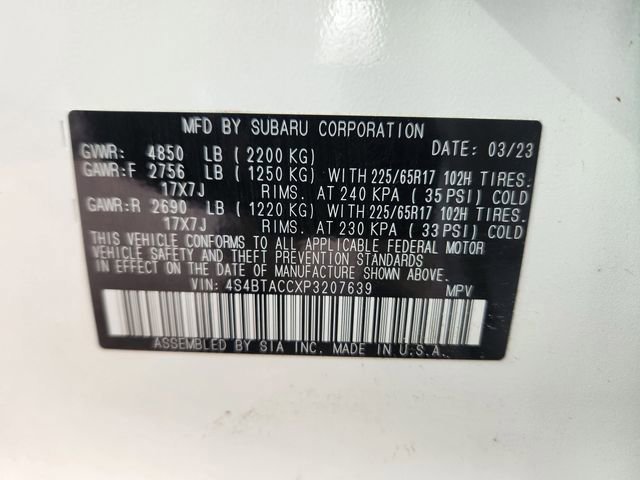 MFD BY SUBARU CORPORATION
DATE: 03/23
GVWR: 4850 LB (2200 KG)
GAWR:F 2756 LB (1250 KG) WITH 225/65R17 102H TIRES.
17X7J RIMS. AT 240 KPA (35 PSI) COLD
GAWR:R 2690 LB (1220 KG) WITH 225/65R17 102H TIRES.
17X7J RIMS. AT 230 KPA (33 PSI) COLD
THIS VEHICLE CONFORMS TO ALL APPLICABLE FEDERAL MOTOR
VEHICLE SAFETY AND THEFT PREVENTION STANDARDS
IN EFFECT ON THE DATE OF MANUFACTURE SHOWN ABOVE.
VIN: 4S4BTACCXP3207639 MPV
ASSEMBLED BY SIA INC. MADE IN U.S.A.